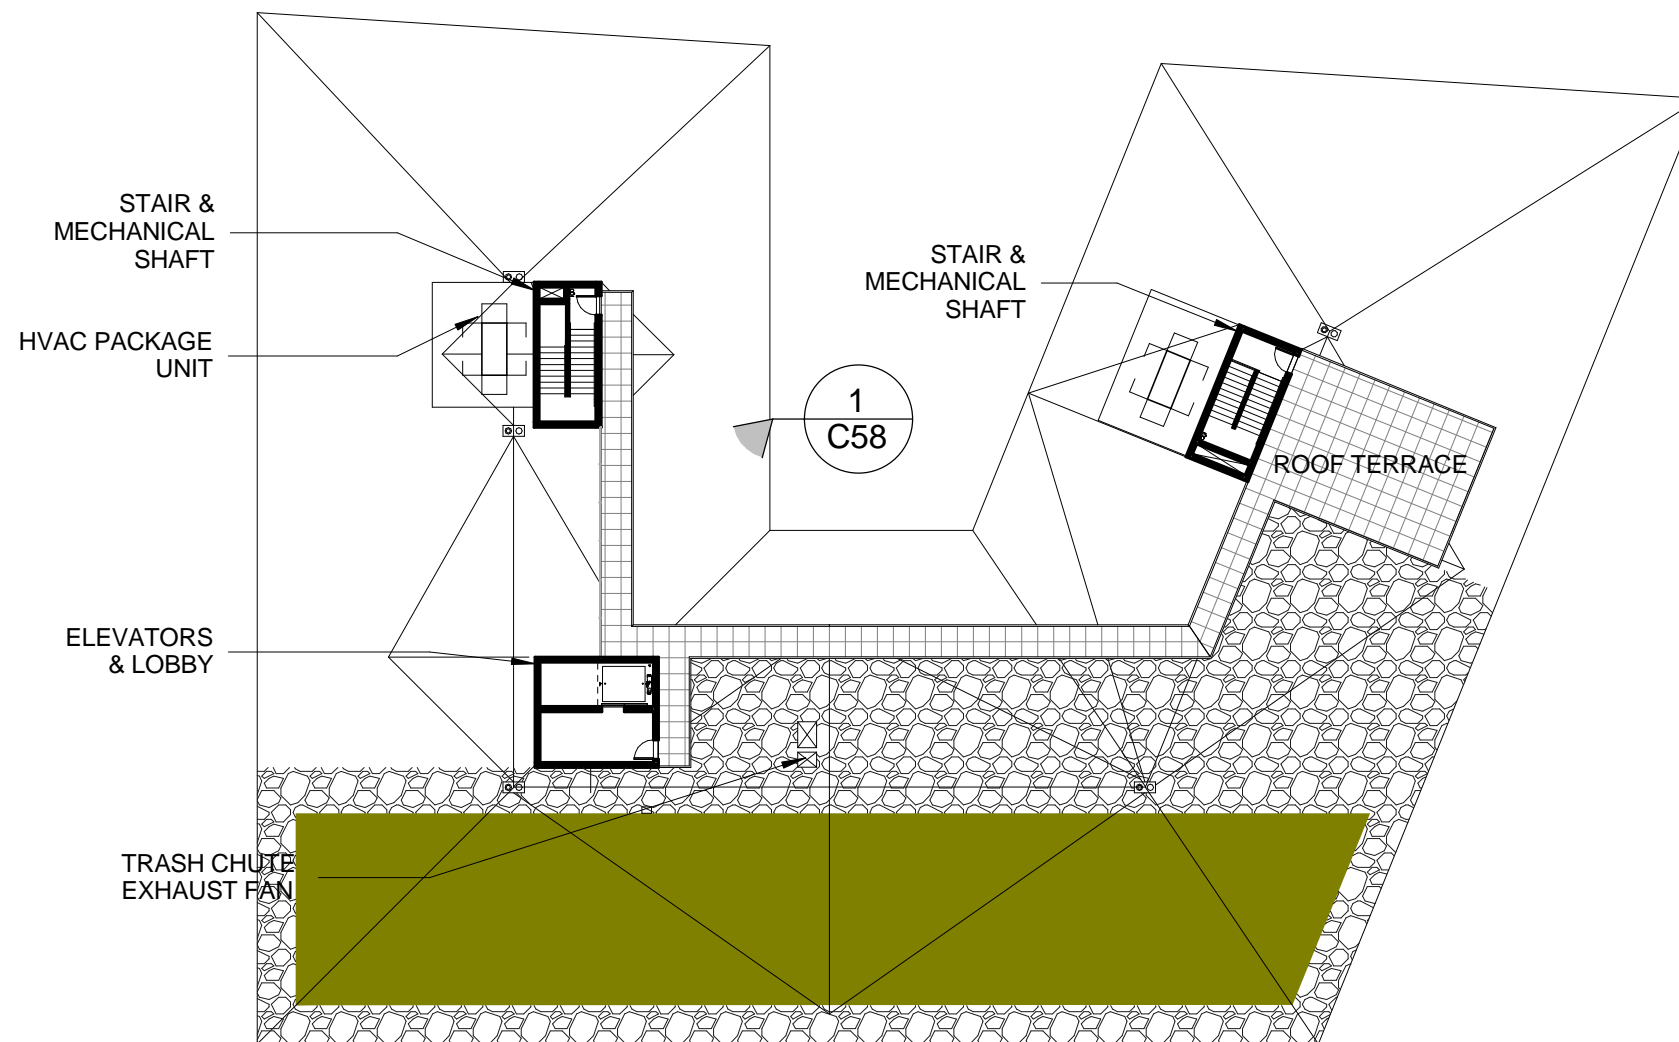 STAIR &
MECHANICAL
SHAFT
HVAC PACKAGE
UNIT
STAIR &
MECHANICAL
SHAFT
1
C58
ROOF TERRACE
ELEVATORS
& LOBBY
TRASH CHUTE
EXHAUST FAN